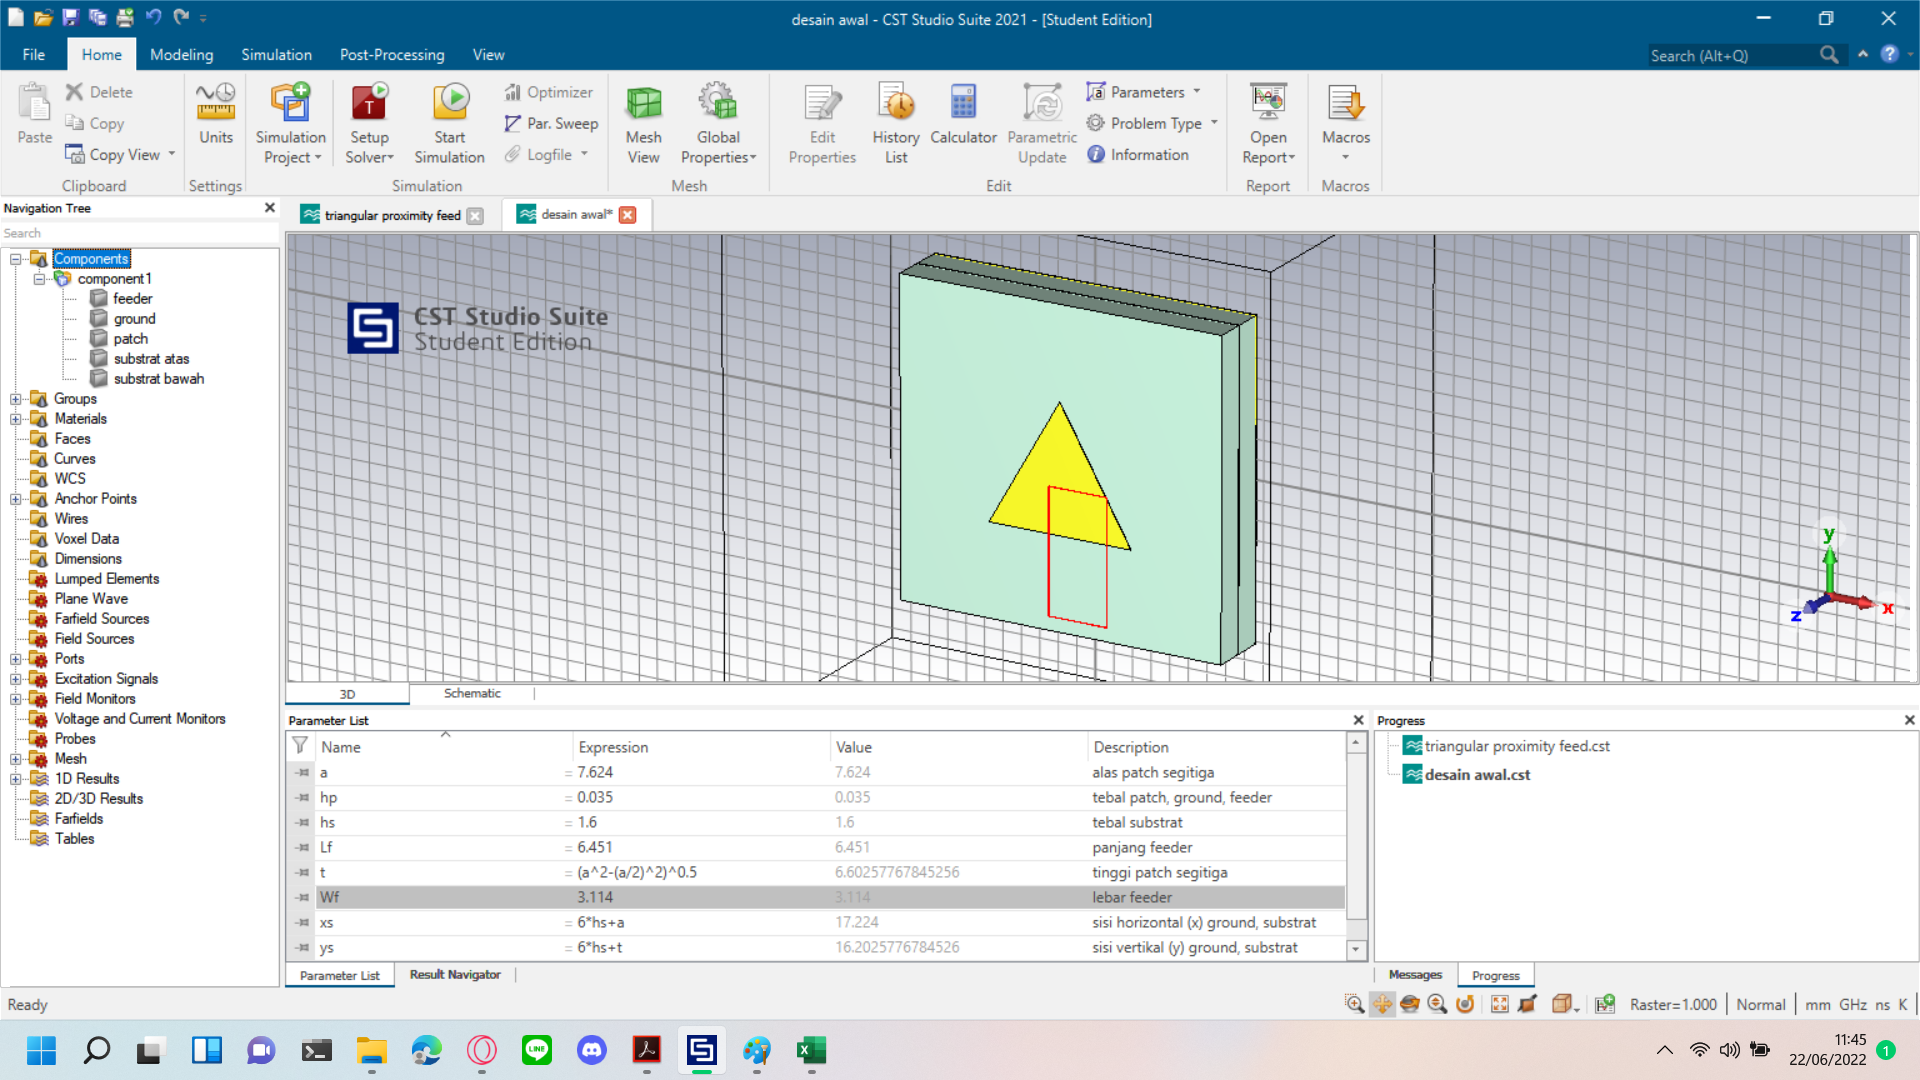 desain awal - CST Studio Suite 2021 - [Student Edition]
File Home Modeling Simulation Post-Processing View Search (Alt+Q)
Paste
Delete
Copy
Copy View
Clipboard
Units
Settings
Simulation Project
Setup Solver
Start Simulation
Optimizer
Par. Sweep
Logfile
Simulation
Mesh View
Global Properties
Mesh
Edit Properties
History List
Calculator
Parametric Update
Parameters
Problem Type
Information
Edit
Open Report
Report
Macros
Macros
Navigation Tree
Search
Components
component1
feeder
ground
patch
substrat atas
substrat bawah
Groups
Materials
Faces
Curves
WCS
Anchor Points
Wires
Voxel Data
Dimensions
Lumped Elements
Plane Wave
Farfield Sources
Field Sources
Ports
Excitation Signals
Field Monitors
Voltage and Current Monitors
Probes
Mesh
1D Results
2D/3D Results
Farfields
Tables
triangular proximity feed
desain awal*
CST Studio Suite
Student Edition
y
x
z
3D Schematic
Parameter List
Name Expression Value Description
a = 7.624 7.624 alas patch segitiga
hp = 0.035 0.035 tebal patch, ground, feeder
hs = 1.6 1.6 tebal substrat
Lf = 6.451 6.451 panjang feeder
t = (a^2-(a/2)^2)^0.5 6.60257767845256 tinggi patch segitiga
Wf 3.114 3.114 lebar feeder
xs = 6*hs+a 17.224 sisi horizontal (x) ground, substrat
ys = 6*hs+t 16.2025776784526 sisi vertikal (y) ground, substrat
Parameter List Result Navigator
Progress
triangular proximity feed.cst
desain awal.cst
Messages Progress
Ready
Raster=1.000 Normal mm GHz ns K
LINE
11:45
22/06/2022
1